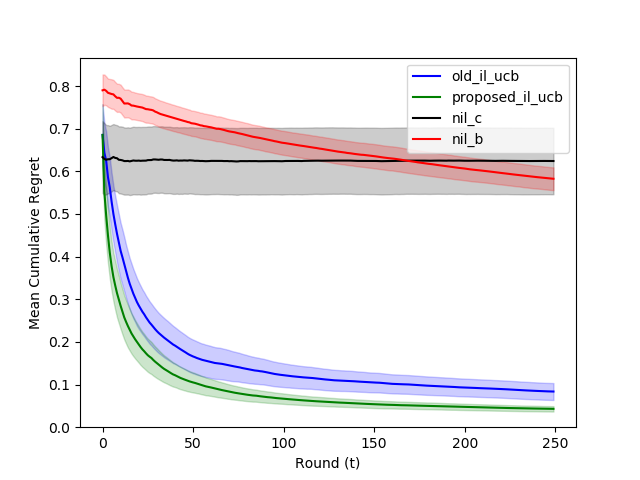 old_il_ucb
proposed_il_ucb
nil_c
nil_b
0.8
0.7
0.6
0.5
0.4
0.3
0.2
0.1
0.0
Mean Cumulative Regret
0 50 100 150 200 250
Round (t)